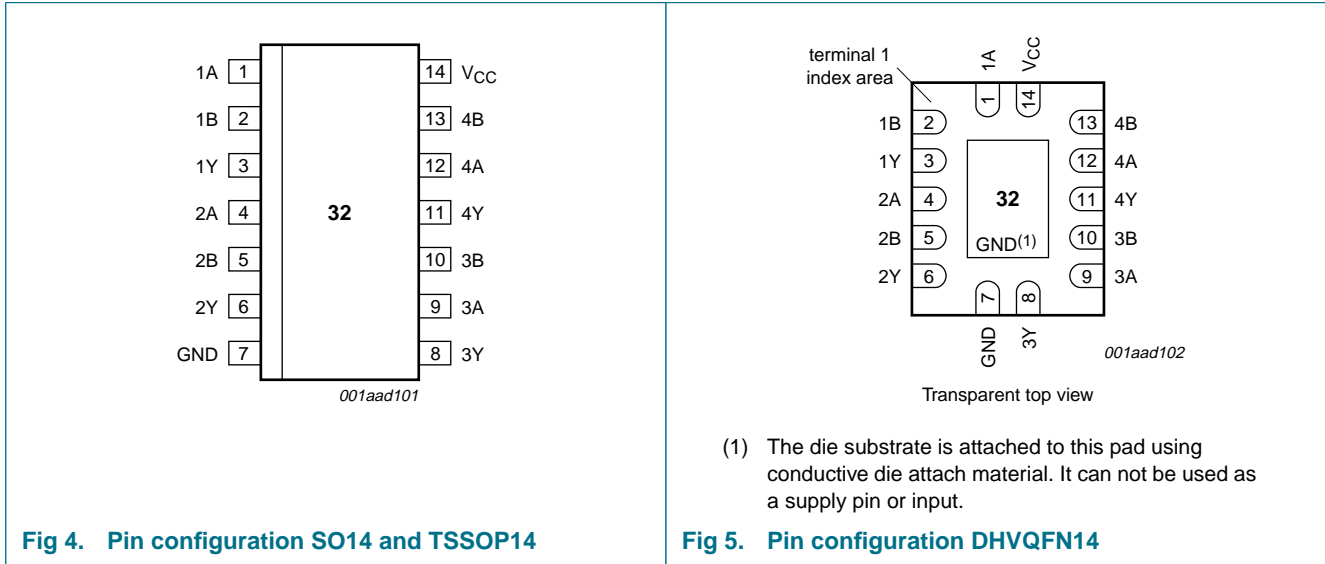 1A 1
14 VCC
1B 2
13 4B
1Y 3
12 4A
2A 4
32
11 4Y
2B 5
10 3B
2Y 6
9 3A
GND 7
8 3Y
001aad101
Fig 4. Pin configuration SO14 and TSSOP14
terminal 1
index area
1A
VCC
1
14
1B 2
13 4B
1Y 3
12 4A
2A 4
32
11 4Y
2B 5
GND(1)
10 3B
2Y 6
9 3A
7
8
GND
3Y
001aad102
Transparent top view
(1) The die substrate is attached to this pad using
conductive die attach material. It can not be used as
a supply pin or input.
Fig 5. Pin configuration DHVQFN14